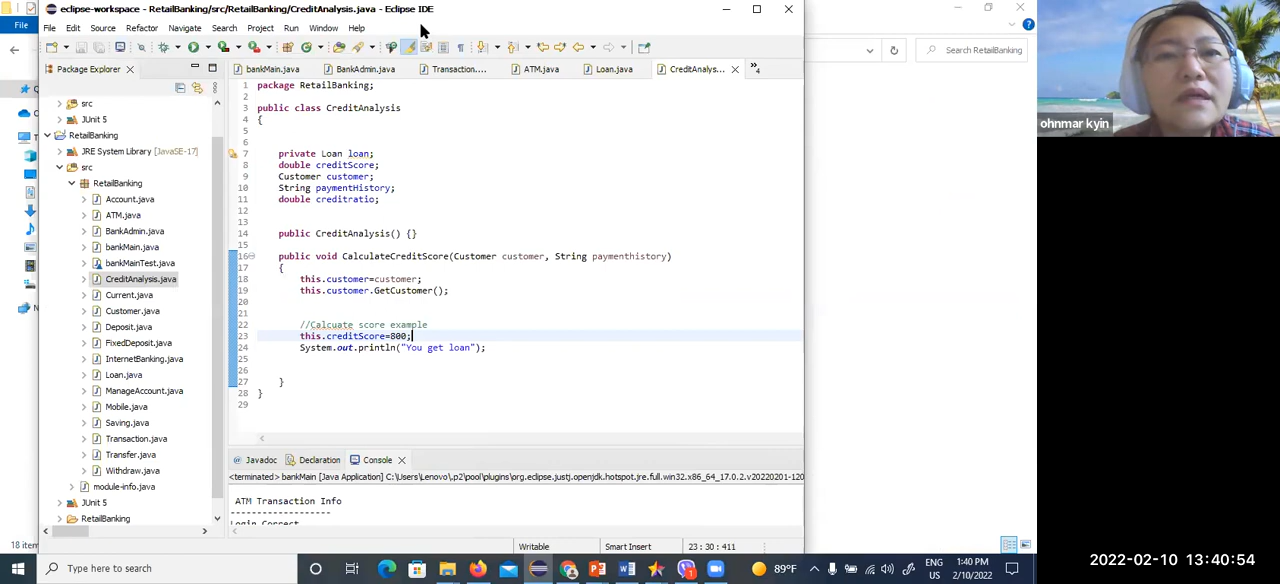 eclipse-workspace - RetailBanking/src/RetailBanking/CreditAnalysis.java - Eclipse IDE
File
File Edit Source Refactor Navigate Search Project Run Window Help
Search RetailBanking
Package Explorer
bankMain.java BankAdmin.java Transaction.... ATM.java Loan.java CreditAnalys... 4
src
JUnit 5
RetailBanking
JRE System Library [JavaSE-17]
src
RetailBanking
Account.java
ATM.java
BankAdmin.java
bankMain.java
bankMainTest.java
CreditAnalysis.java
Current.java
Customer.java
Deposit.java
FixedDeposit.java
InternetBanking.java
Loan.java
ManageAccount.java
Mobile.java
Saving.java
Transaction.java
Transfer.java
Withdraw.java
module-info.java
JUnit 5
RetailBanking
1 package RetailBanking;
2
3 public class CreditAnalysis
4 {
5
6
7 private Loan loan;
8 double creditScore;
9 Customer customer;
10 String paymentHistory;
11 double creditratio;
12
13
14 public CreditAnalysis() {}
15
16 public void CalculateCreditScore(Customer customer, String paymenthistory)
17 {
18 this.customer=customer;
19 this.customer.GetCustomer();
20
21
22 //Calcuate score example
23 this.creditScore=800;
24 System.out.println("You get loan");
25
26
27 }
28 }
29
Javadoc Declaration Console
<terminated> bankMain [Java Application] C:\Users\Lenovo\.p2\pool\plugins\org.eclipse.justj.openjdk.hotspot.jre.full.win32.x86_64_17.0.2.v20220201-120
ATM Transaction Info
------------------
Login Correct
Writable Smart Insert 23 : 30 : 411
18 item
Type here to search
89°F
ENG
US
1:40 PM
2/10/2022
ohnmar kyin
2022-02-10 13:40:54